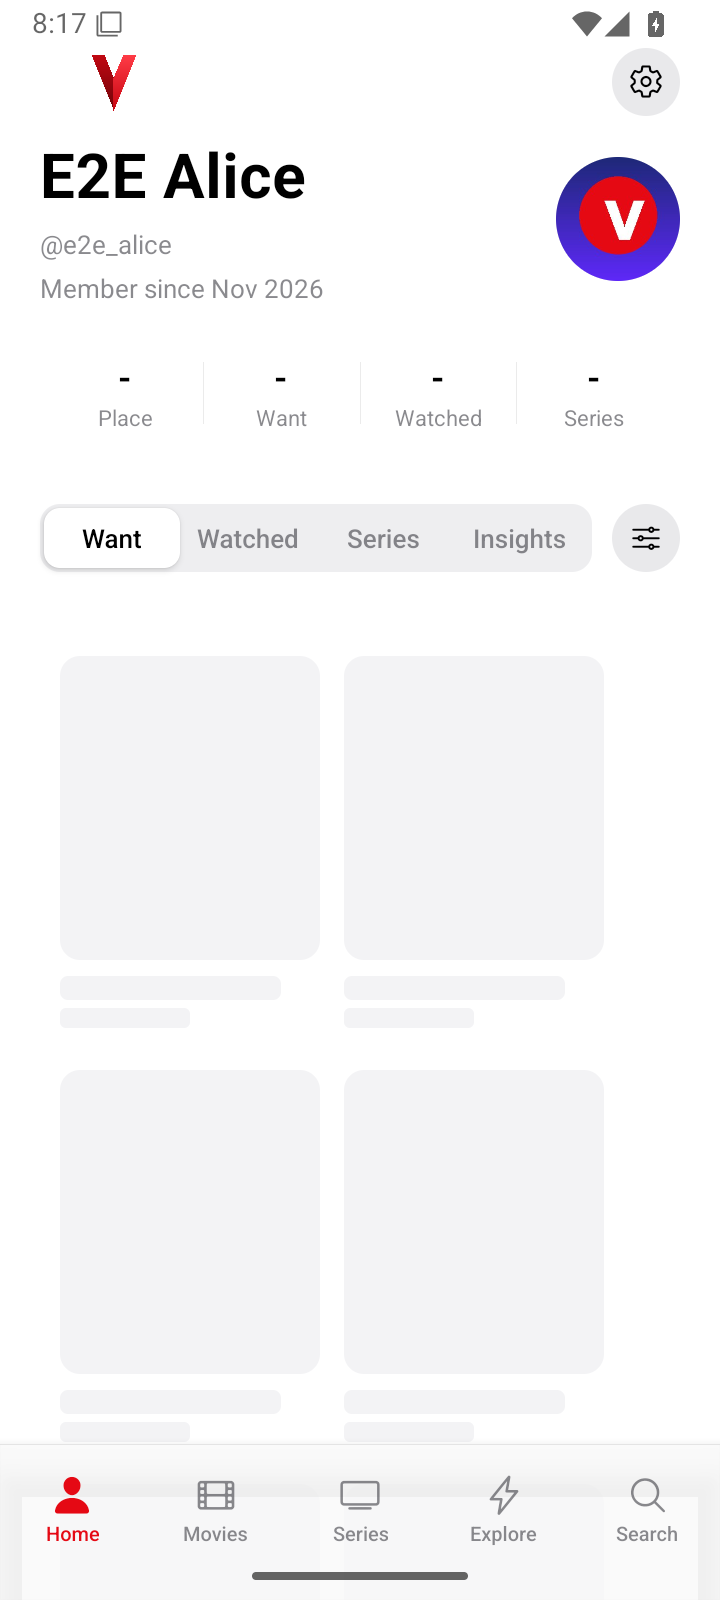 8:17
E2E Alice
@e2e_alice
Member since Nov 2026
- - - -
Place Want Watched Series
Want Watched Series Insights
Home Movies Series Explore Search